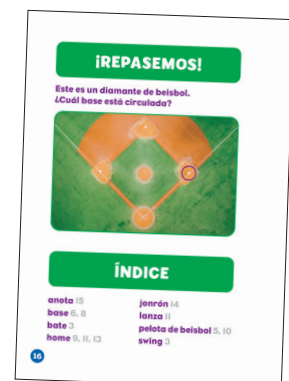 ¡REPASEMOS!
Este es un diamante de beisbol.
¿Cuál base está circulada?
ÍNDICE
anota 15
base 6, 8
bate 3
home 9, 11, 13
jonrón 14
lanza 11
pelota de beisbol 5, 10
swing 3
16